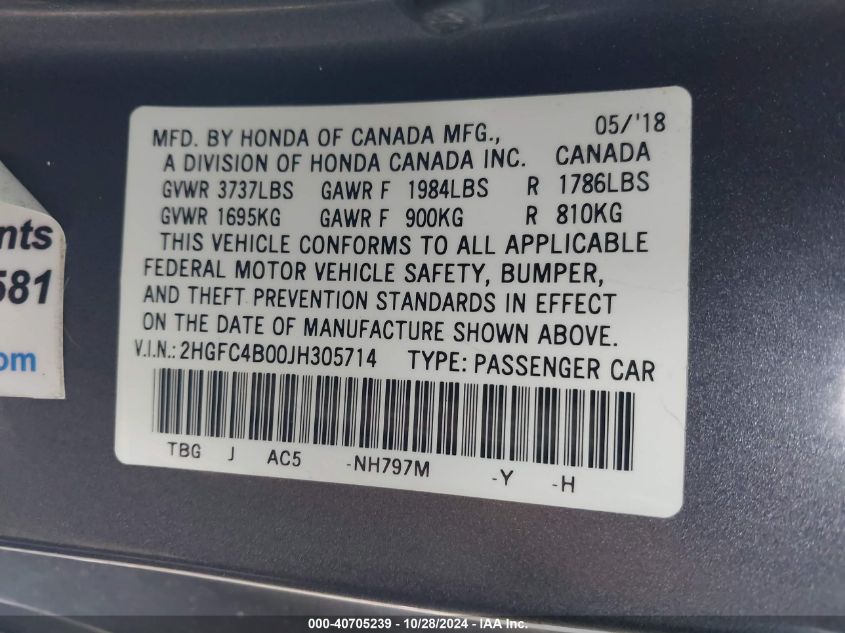 MFD. BY HONDA OF CANADA MFG., 05/'18
A DIVISION OF HONDA CANADA INC. CANADA
GVWR 3737LBS GAWR F 1984LBS R 1786LBS
GVWR 1695KG GAWR F 900KG R 810KG
THIS VEHICLE CONFORMS TO ALL APPLICABLE
FEDERAL MOTOR VEHICLE SAFETY, BUMPER,
AND THEFT PREVENTION STANDARDS IN EFFECT
ON THE DATE OF MANUFACTURE SHOWN ABOVE.
V.I.N.: 2HGFC4B00JH305714 TYPE: PASSENGER CAR
TBG J AC5 -NH797M -Y -H
nts
581
om
000-40705239 - 10/28/2024 - IAA Inc.